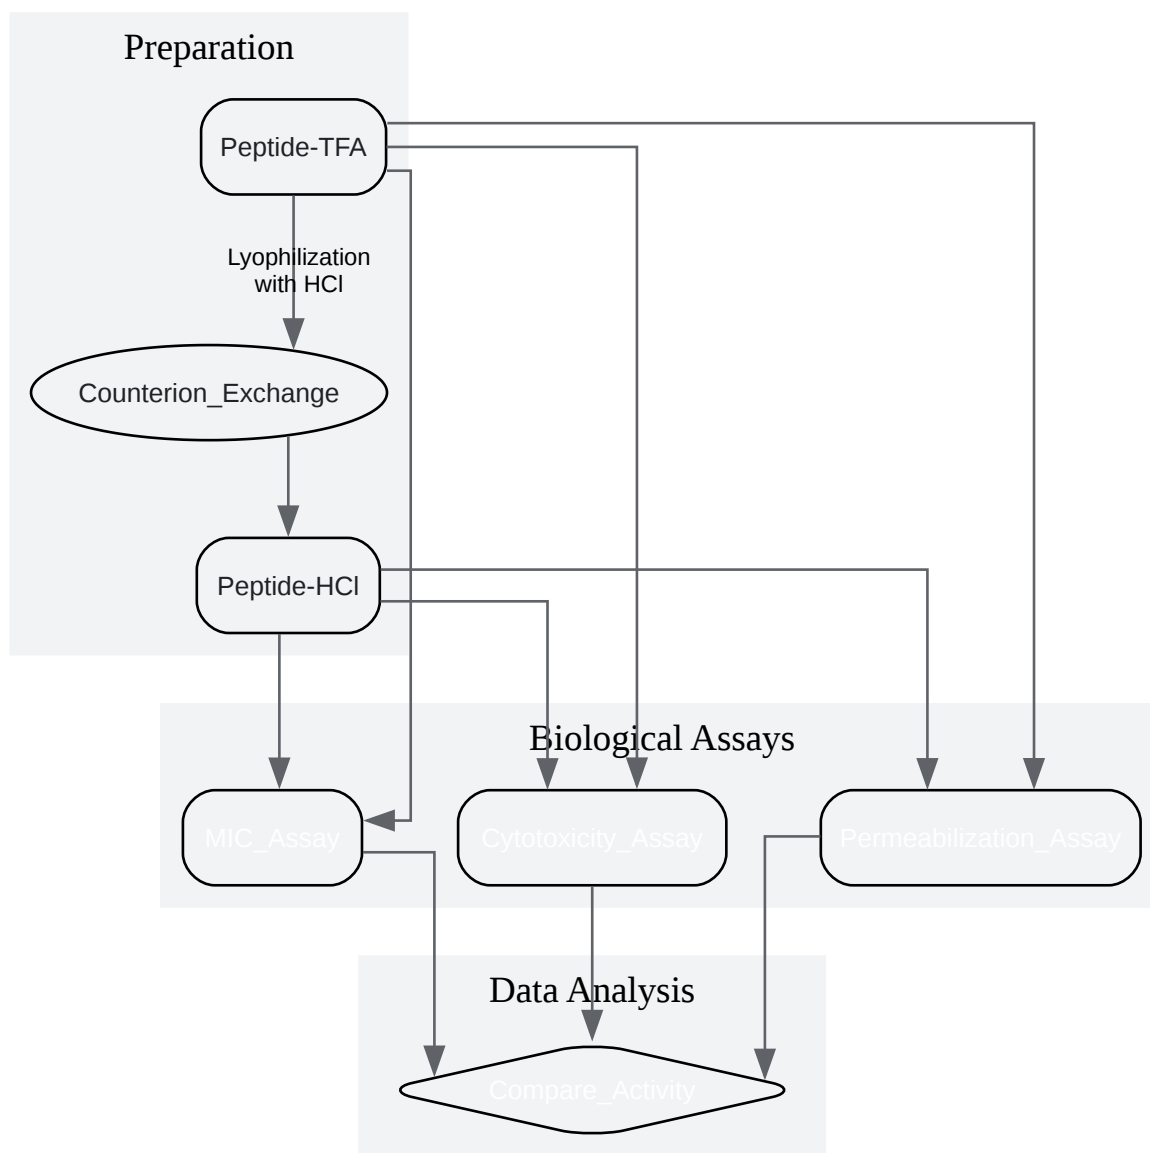 Preparation
Peptide-TFA
Lyophilization
with HCl
Counterion_Exchange
Peptide-HCl
Biological Assays
MIC_Assay
Cytotoxicity_Assay
Permeabilization_Assay
Data Analysis
Compare_Activity